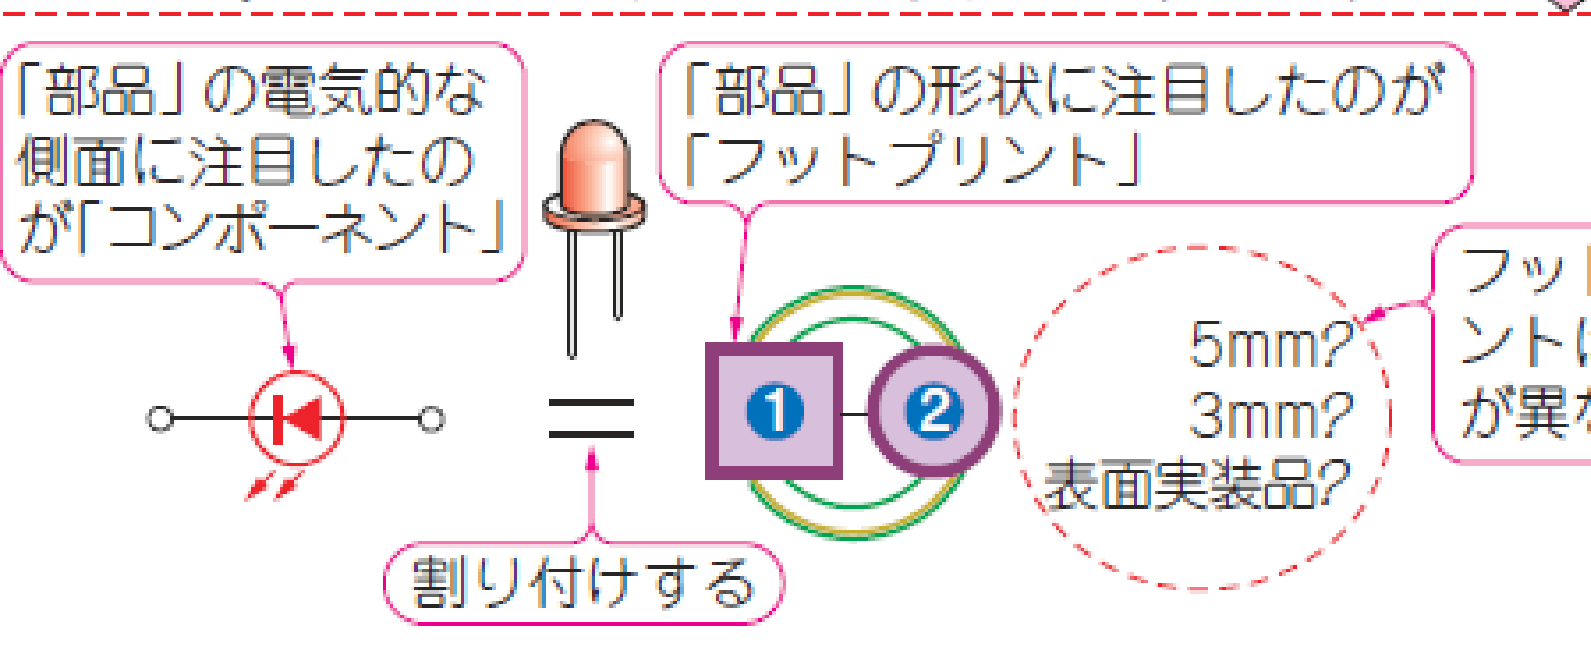 「部品」の電気的な
側面に注目したの
が「コンポーネント」
「部品」の形状に注目したのが
「フットプリント」
1
2
5mm?
3mm?
表面実装品?
フッ
ントに
が異な
割り付けする